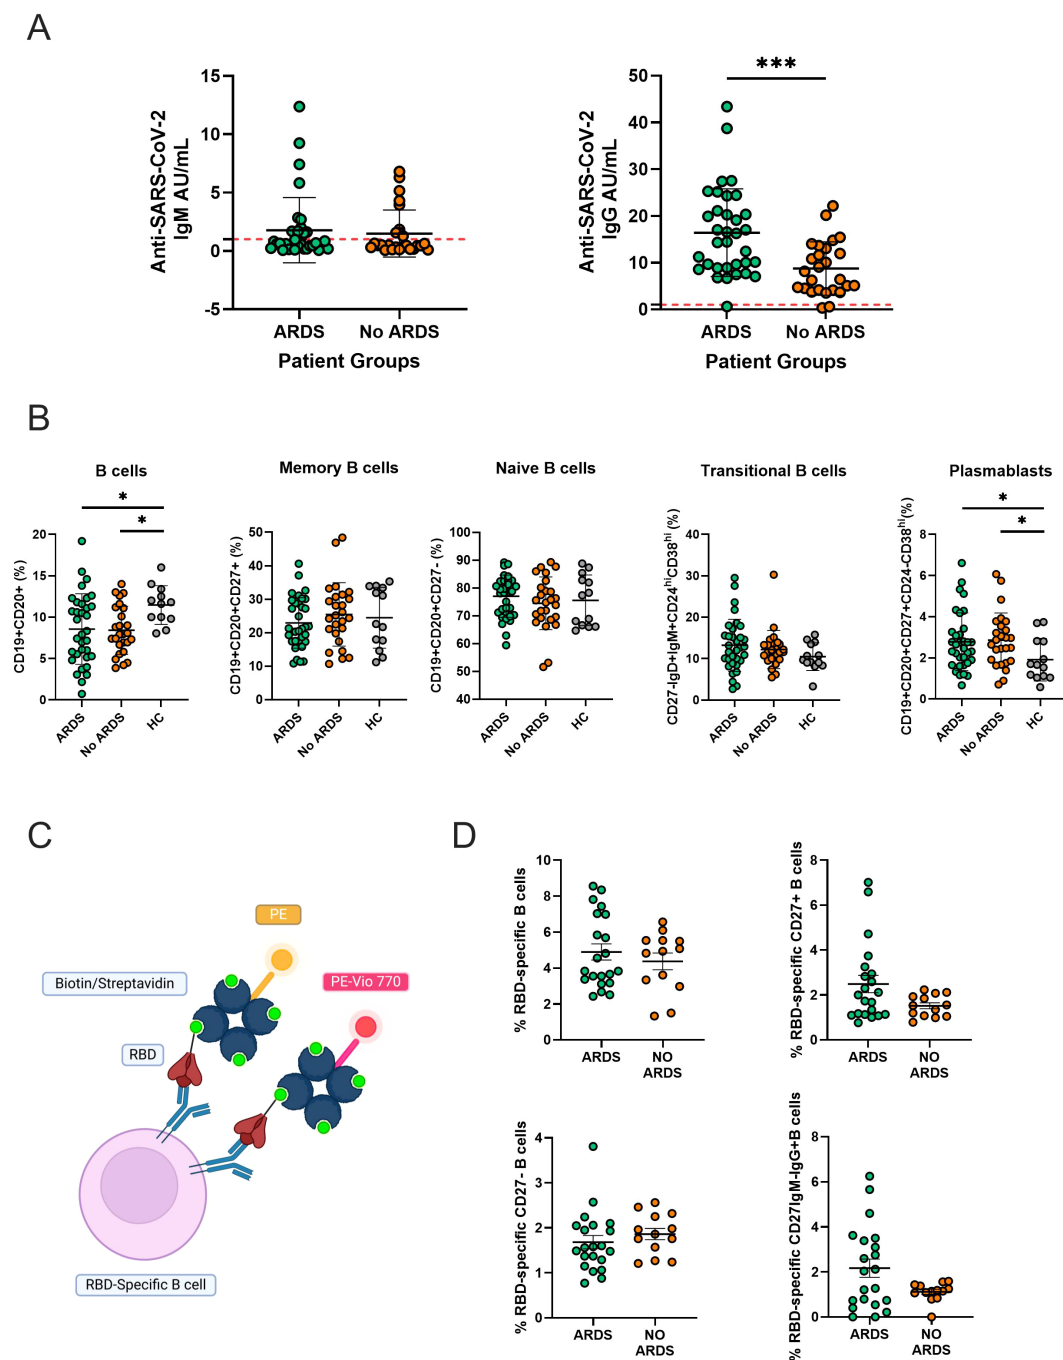 A
Anti-SARS-CoV-2
IgM AU/mL
15
10
5
0
-5
ARDS
No ARDS
Patient Groups
Anti-SARS-CoV-2
IgG AU/mL
***
50
40
30
20
10
0
ARDS
No ARDS
Patient Groups
B
B cells
*
*
CD19+CD20+ (%)
20
15
10
5
0
ARDS
No ARDS
HC
Memory B cells
CD19+CD20+CD27+ (%)
50
40
30
20
10
0
ARDS
No ARDS
HC
Naive B cells
CD19+CD20+CD27- (%)
100
90
80
70
60
50
40
ARDS
No ARDS
HC
Transitional B cells
CD27-IgD+IgM+CD24hiCD38hi (%)
40
30
20
10
0
ARDS
No ARDS
HC
Plasmablasts
*
*
CD19+CD20+CD27+CD24-CD38hi(%)
8
6
4
2
0
ARDS
No ARDS
HC
C
PE
Biotin/Streptavidin
PE-Vio 770
RBD
RBD-Specific B cell
D
% RBD-specific B cells
10
8
6
4
2
0
ARDS
NO
ARDS
% RBD-specific CD27+ B cells
8
6
4
2
0
ARDS
NO
ARDS
% RBD-specific CD27- B cells
4
3
2
1
0
ARDS
NO
ARDS
% RBD-specific CD27IgM-IgG+B cells
8
6
4
2
0
ARDS
NO
ARDS